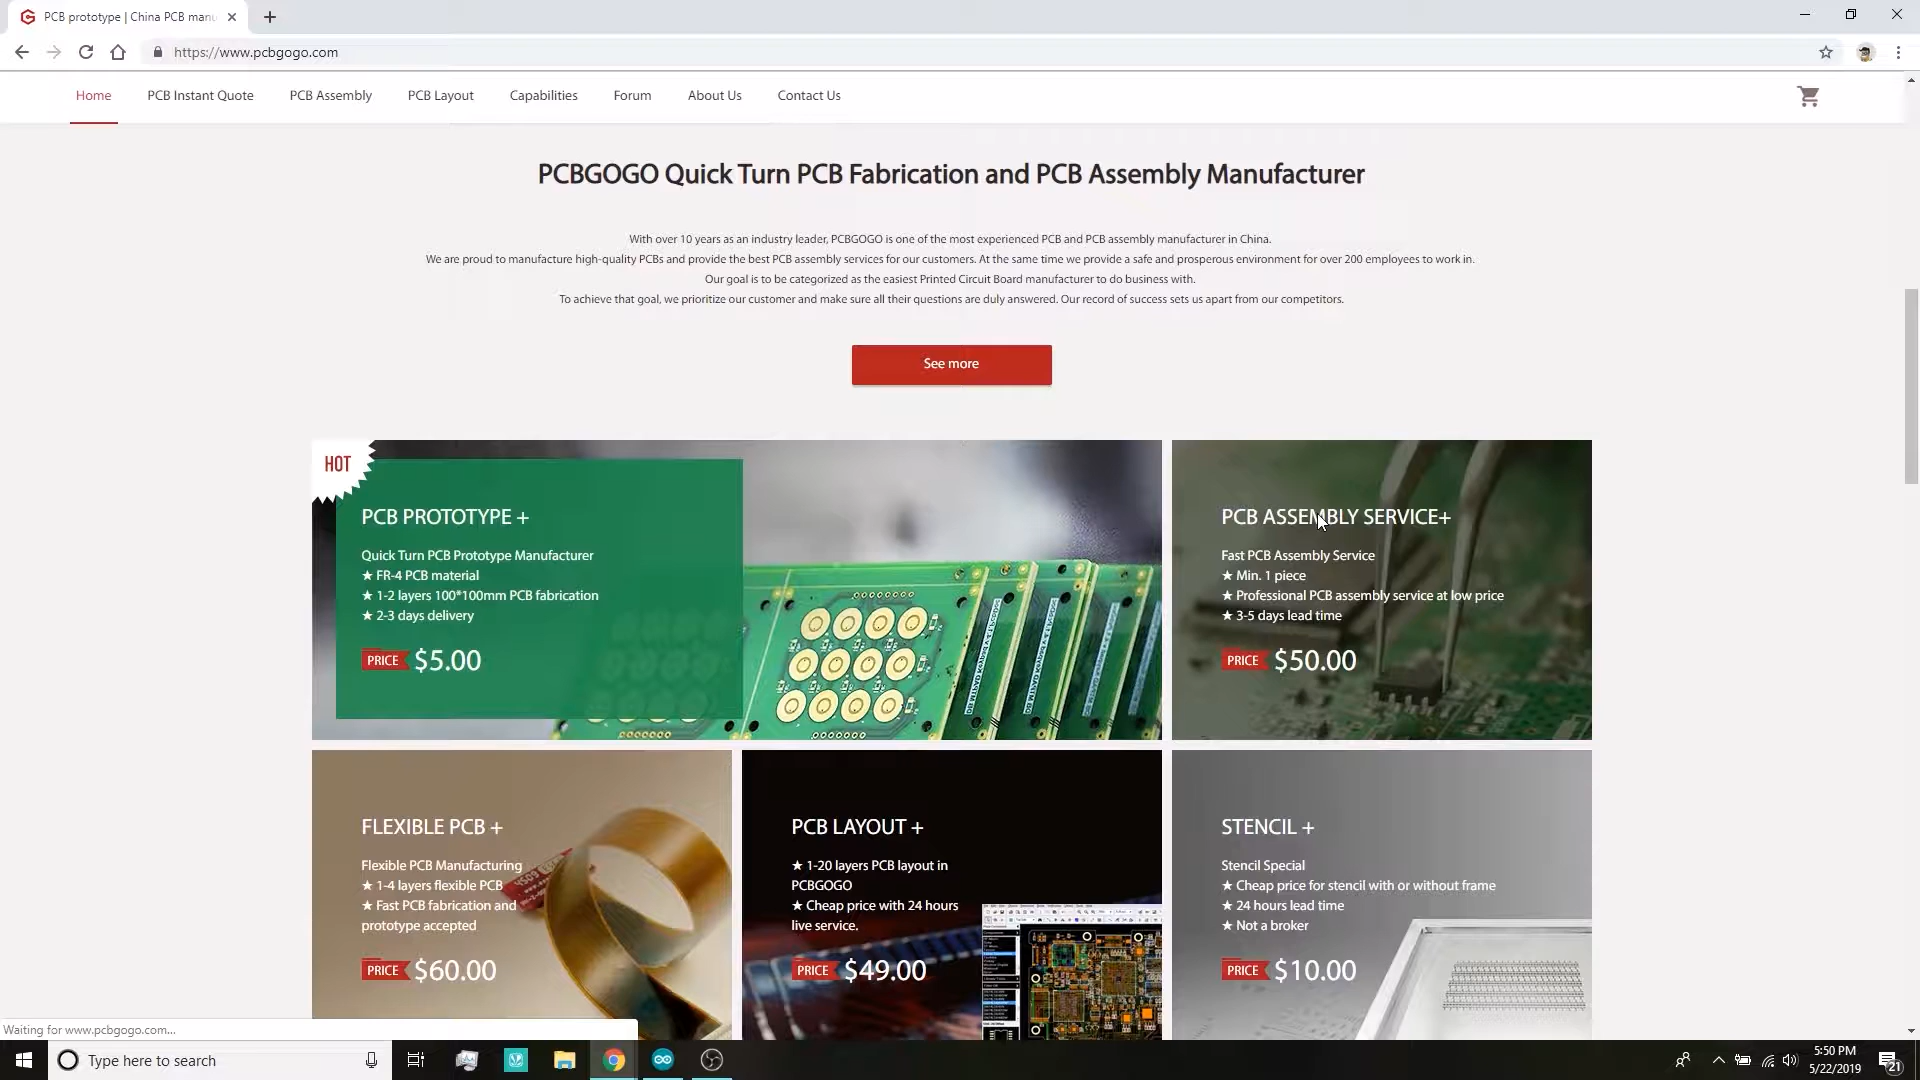 PCB prototype | China PCB manu
https://www.pcbgogo.com
Home PCB Instant Quote PCB Assembly PCB Layout Capabilities Forum About Us Contact Us
PCBGOGO Quick Turn PCB Fabrication and PCB Assembly Manufacturer
With over 10 years as an industry leader, PCBGOGO is one of the most experienced PCB and PCB assembly manufacturer in China.
We are proud to manufacture high-quality PCBs and provide the best PCB assembly services for our customers. At the same time we provide a safe and prosperous environment for over 200 employees to work in.
Our goal is to be categorized as the easiest Printed Circuit Board manufacturer to do business with.
To achieve that goal, we prioritize our customer and make sure all their questions are duly answered. Our record of success sets us apart from our competitors.
See more
HOT
PCB PROTOTYPE +
Quick Turn PCB Prototype Manufacturer
★ FR-4 PCB material
★ 1-2 layers 100*100mm PCB fabrication
★ 2-3 days delivery
PRICE $5.00
PCB ASSEMBLY SERVICE+
Fast PCB Assembly Service
★ Min. 1 piece
★ Professional PCB assembly service at low price
★ 3-5 days lead time
PRICE $50.00
FLEXIBLE PCB +
Flexible PCB Manufacturing
★ 1-4 layers flexible PCB
★ Fast PCB fabrication and
prototype accepted
PRICE $60.00
PCB LAYOUT +
★ 1-20 layers PCB layout in
PCBGOGO
★ Cheap price with 24 hours
live service.
PRICE $49.00
STENCIL +
Stencil Special
★ Cheap price for stencil with or without frame
★ 24 hours lead time
★ Not a broker
PRICE $10.00
Waiting for www.pcbgogo.com...
Type here to search
5:50 PM
5/22/2019
21